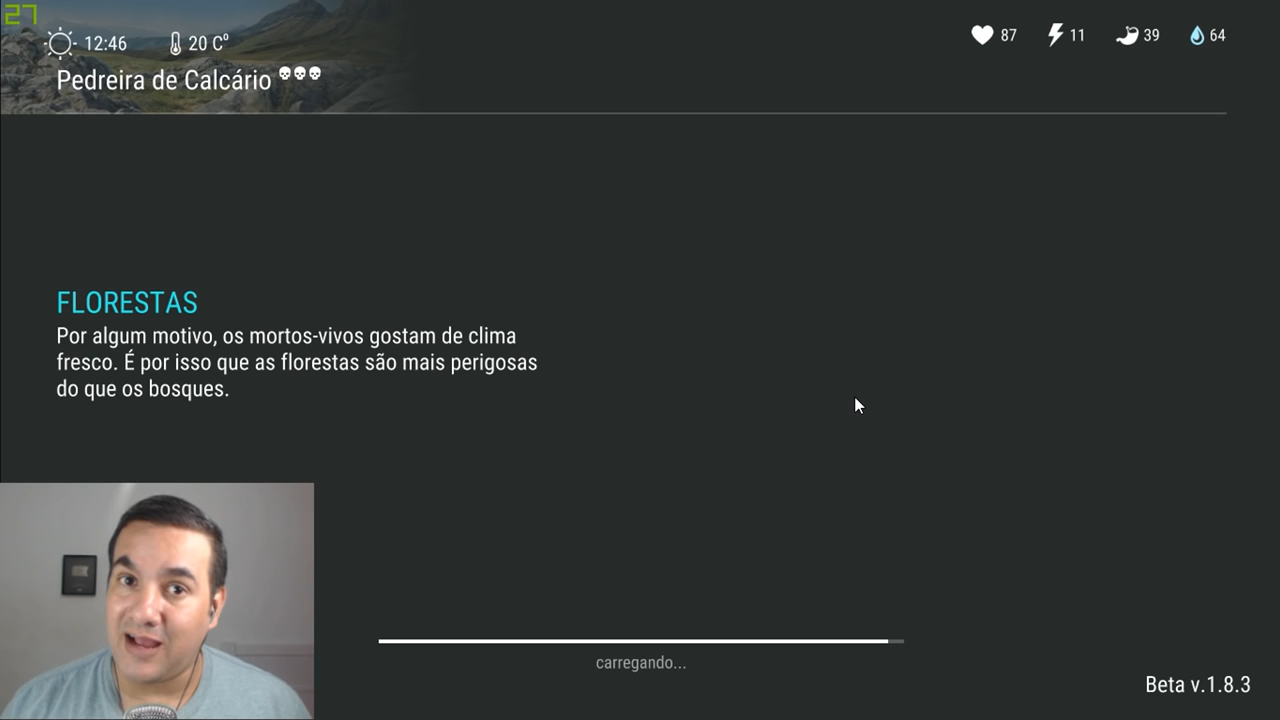 27
12:46 20 Cº
87 11 39 64
Pedreira de Calcário
FLORESTAS
Por algum motivo, os mortos-vivos gostam de clima
fresco. É por isso que as florestas são mais perigosas
do que os bosques.
carregando...
Beta v.1.8.3